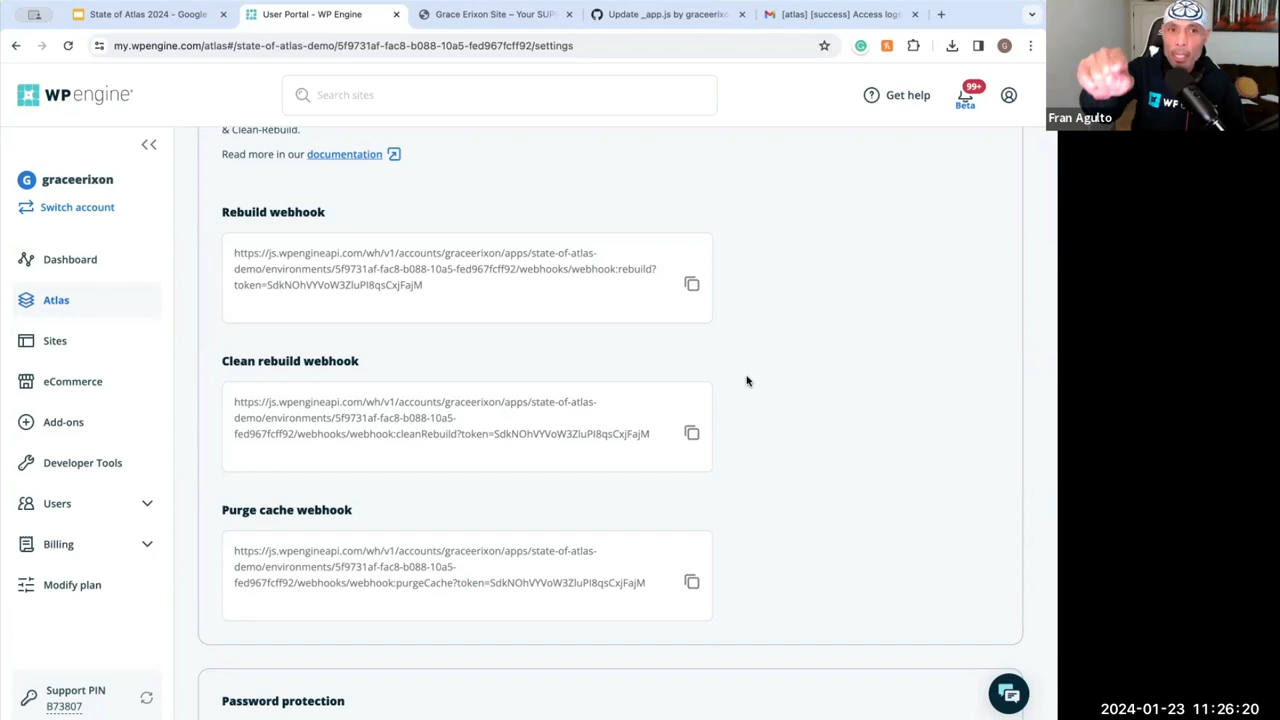 State of Atlas 2024 - Google
User Portal - WP Engine
Grace Erixon Site – Your SUP
Update _app.js by graceerixo
[atlas] [success] Access logs
my.wpengine.com/atlas#/state-of-atlas-demo/5f9731af-fac8-b088-10a5-fed967fcff92/settings
G
WP engine
Search sites
Get help
99+
Beta
Fran Agulto
& Clean-Rebuild.
Read more in our documentation
G graceerixon
Switch account
Dashboard
Atlas
Sites
eCommerce
Add-ons
Developer Tools
Users
Billing
Modify plan
Support PIN
B73807
Rebuild webhook
https://js.wpengineapi.com/wh/v1/accounts/graceerixon/apps/state-of-atlas-
demo/environments/5f9731af-fac8-b088-10a5-fed967fcff92/webhooks/webhook:rebuild?
token=SdkNOhVYVoW3ZluPI8qsCxjFajM
Clean rebuild webhook
https://js.wpengineapi.com/wh/v1/accounts/graceerixon/apps/state-of-atlas-
demo/environments/5f9731af-fac8-b088-10a5-
fed967fcff92/webhooks/webhook:cleanRebuild?token=SdkNOhVYVoW3ZluPI8qsCxjFajM
Purge cache webhook
https://js.wpengineapi.com/wh/v1/accounts/graceerixon/apps/state-of-atlas-
demo/environments/5f9731af-fac8-b088-10a5-
fed967fcff92/webhooks/webhook:purgeCache?token=SdkNOhVYVoW3ZluPI8qsCxjFajM
Password protection
2024-01-23 11:26:20